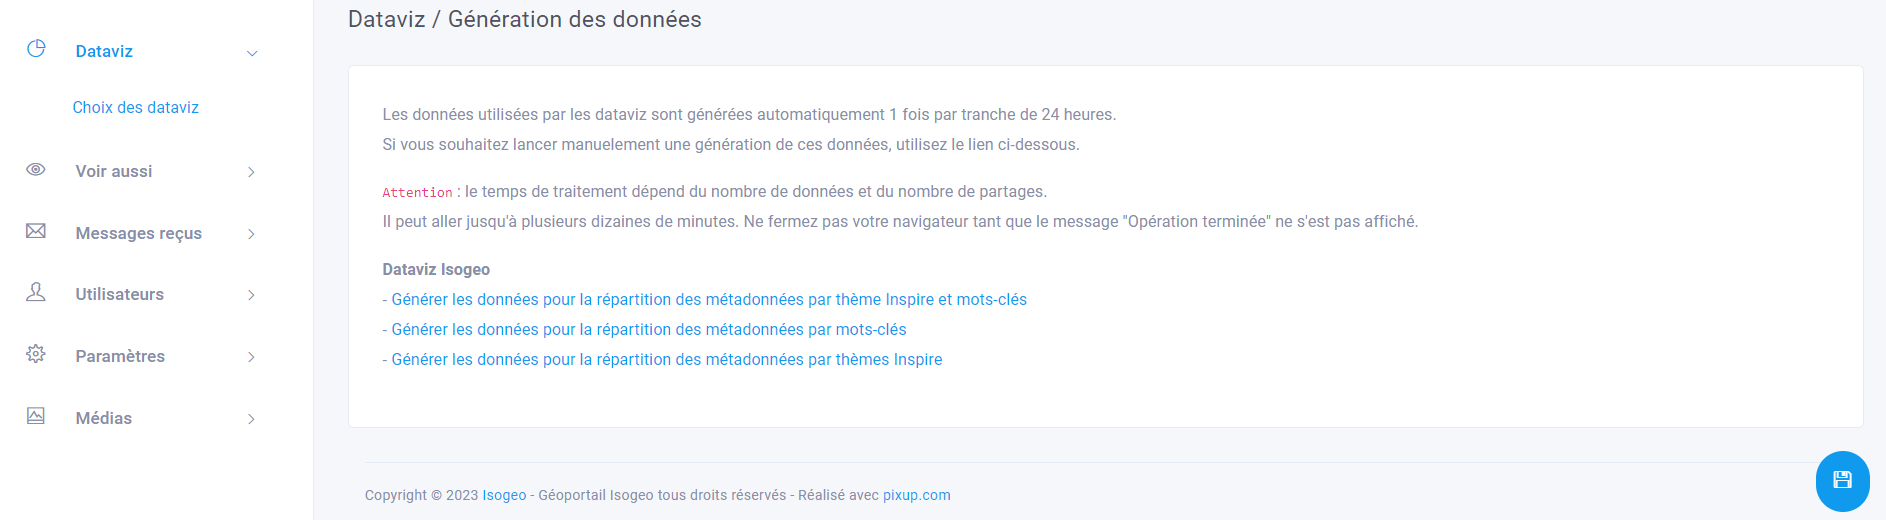 Dataviz
Choix des dataviz
Voir aussi
Messages reçus
Utilisateurs
Paramètres
Médias
Dataviz / Génération des données
Les données utilisées par les dataviz sont générées automatiquement 1 fois par tranche de 24 heures.
Si vous souhaitez lancer manuelement une génération de ces données, utilisez le lien ci-dessous.
Attention : le temps de traitement dépend du nombre de données et du nombre de partages.
Il peut aller jusqu'à plusieurs dizaines de minutes. Ne fermez pas votre navigateur tant que le message "Opération terminée" ne s'est pas affiché.
Dataviz Isogeo
- Générer les données pour la répartition des métadonnées par thème Inspire et mots-clés
- Générer les données pour la répartition des métadonnées par mots-clés
- Générer les données pour la répartition des métadonnées par thèmes Inspire
Copyright © 2023 Isogeo - Géoportail Isogeo tous droits réservés - Réalisé avec pixup.com